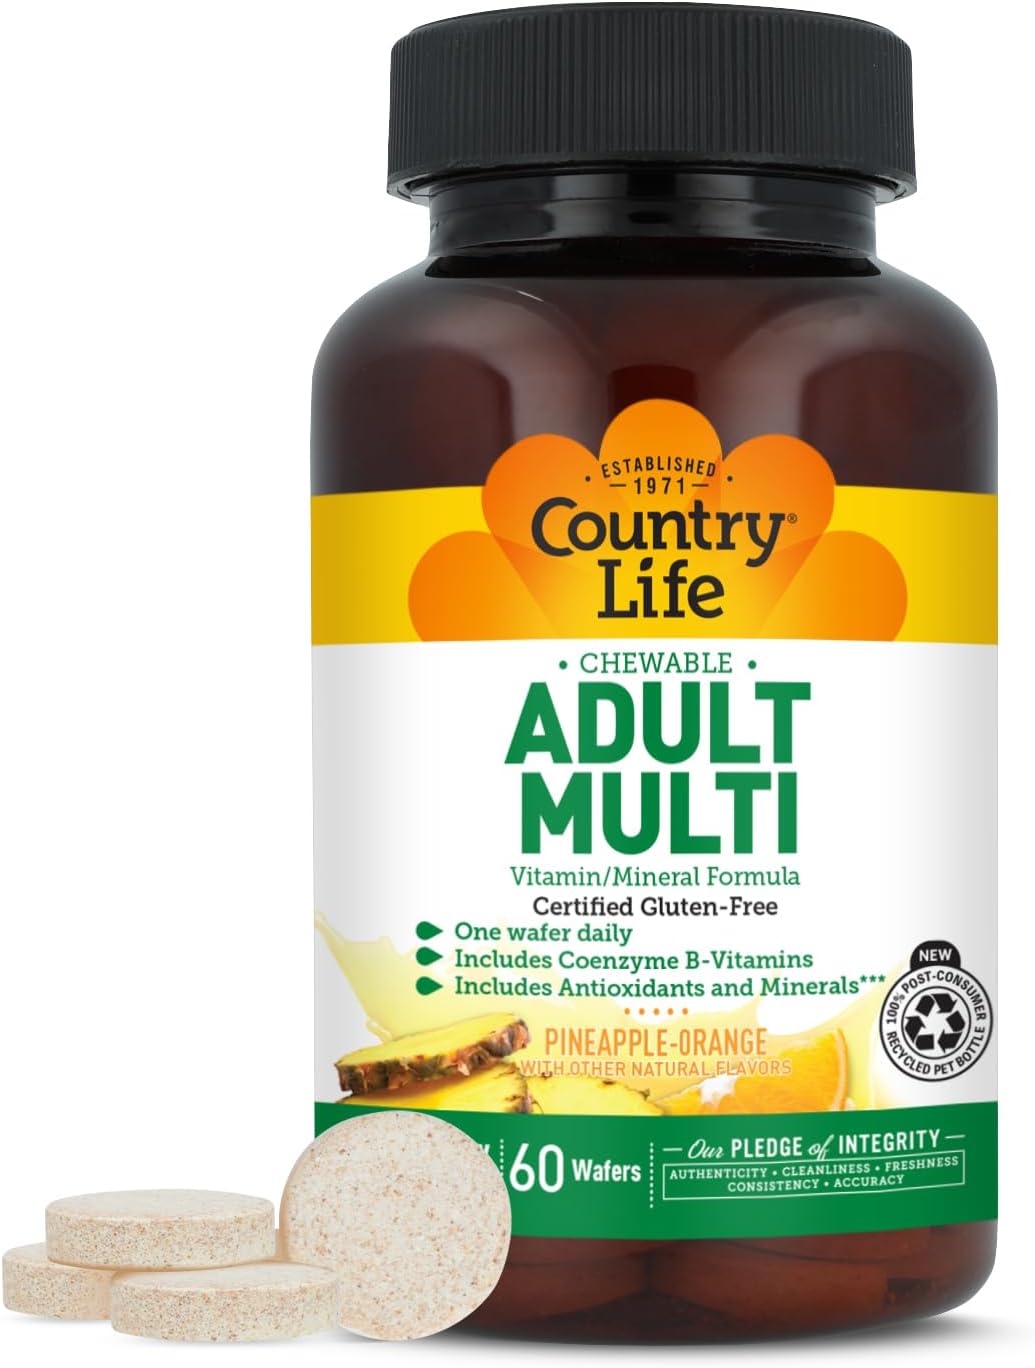 ESTABLISHED
1971
Country®
Life
• CHEWABLE •
ADULT
MULTI
Vitamin/Mineral Formula
Certified Gluten-Free
One wafer daily
Includes Coenzyme B-Vitamins
Includes Antioxidants and Minerals***
NEW
100% POST-CONSUMER
RECYCLED PET BOTTLE
PINEAPPLE-ORANGE
WITH OTHER NATURAL FLAVORS
60 Wafers
Our PLEDGE of INTEGRITY
AUTHENTICITY • CLEANLINESS • FRESHNESS
CONSISTENCY • ACCURACY